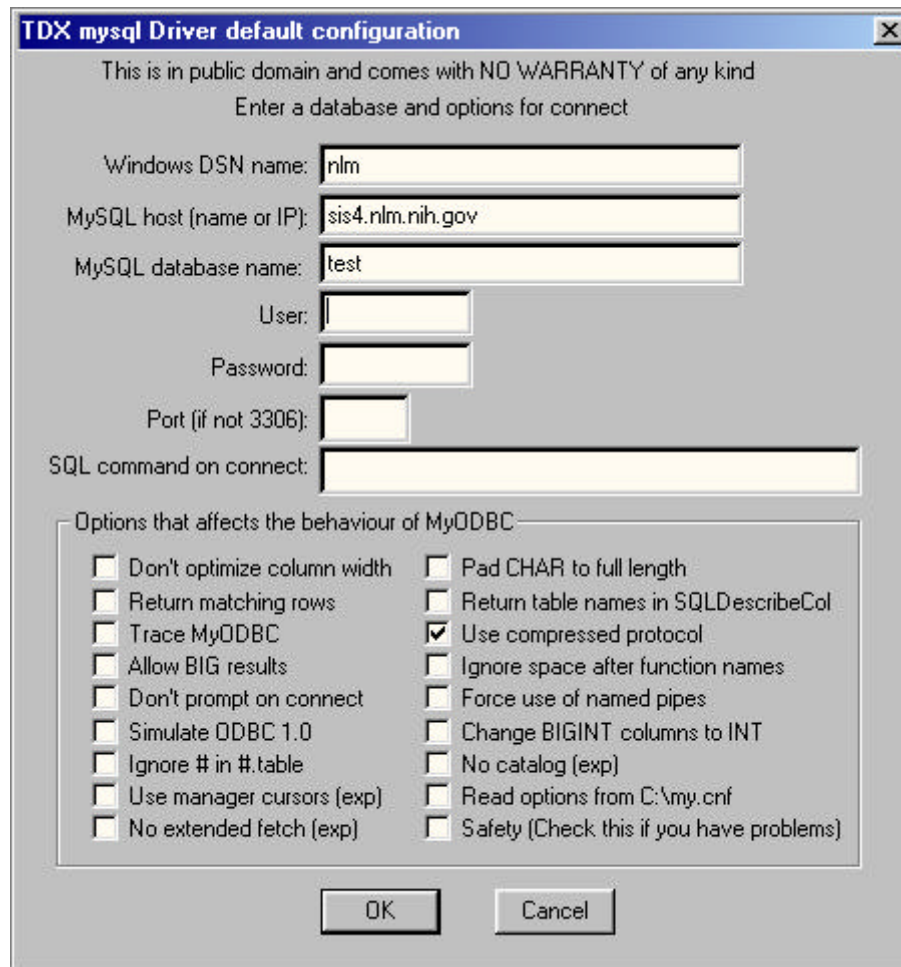 TDX mysql Driver default configuration
This is in public domain and comes with NO WARRANTY of any kind
Enter a database and options for connect
Windows DSN name: nlm
MySQL host (name or IP): sis4.nlm.nih.gov
MySQL database name: test
User:
Password:
Port (if not 3306):
SQL command on connect:
Options that affects the behaviour of MyODBC
Don't optimize column width Pad CHAR to full length
Return matching rows Return table names in SQLDescribeCol
Trace MyODBC Use compressed protocol
Allow BIG results Ignore space after function names
Don't prompt on connect Force use of named pipes
Simulate ODBC 1.0 Change BIGINT columns to INT
Ignore # in #.table No catalog (exp)
Use manager cursors (exp) Read options from C:\my.cnf
No extended fetch (exp) Safety (Check this if you have problems)
OK Cancel